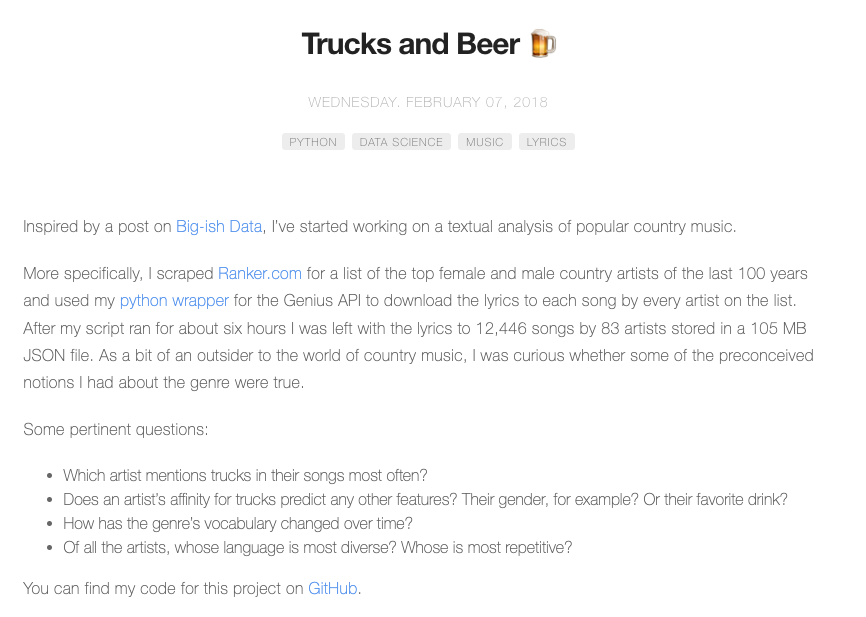 Trucks and Beer 🍺
WEDNESDAY. FEBRUARY 07, 2018
PYTHON DATA SCIENCE MUSIC LYRICS
Inspired by a post on Big-ish Data, I've started working on a textual analysis of popular country music.
More specifically, I scraped Ranker.com for a list of the top female and male country artists of the last 100 years
and used my python wrapper for the Genius API to download the lyrics to each song by every artist on the list.
After my script ran for about six hours I was left with the lyrics to 12,446 songs by 83 artists stored in a 105 MB
JSON file. As a bit of an outsider to the world of country music, I was curious whether some of the preconceived
notions I had about the genre were true.
Some pertinent questions:
• Which artist mentions trucks in their songs most often?
• Does an artist's affinity for trucks predict any other features? Their gender, for example? Or their favorite drink?
• How has the genre's vocabulary changed over time?
• Of all the artists, whose language is most diverse? Whose is most repetitive?
You can find my code for this project on GitHub.